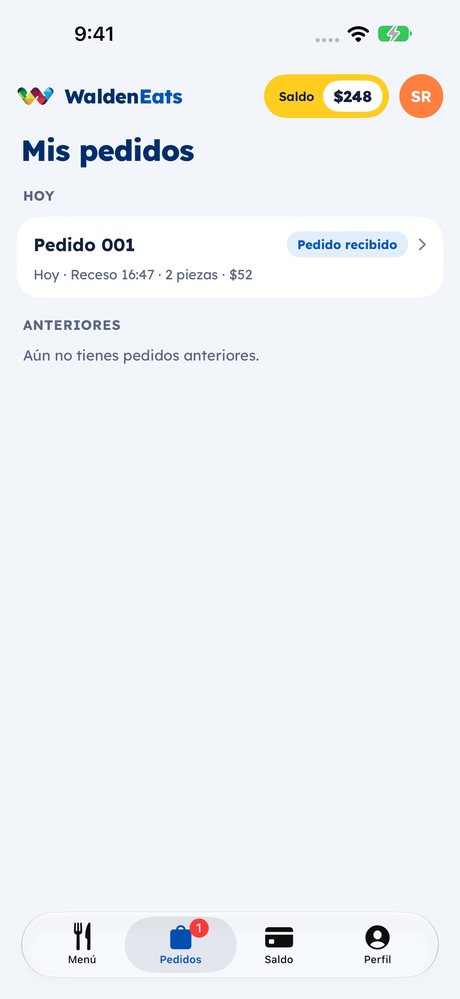 9:41
WaldenEats
Saldo $248
SR
Mis pedidos
HOY
Pedido 001
Pedido recibido
Hoy · Receso 16:47 · 2 piezas · $52
ANTERIORES
Aún no tienes pedidos anteriores.
1
Menú
Pedidos
Saldo
Perfil